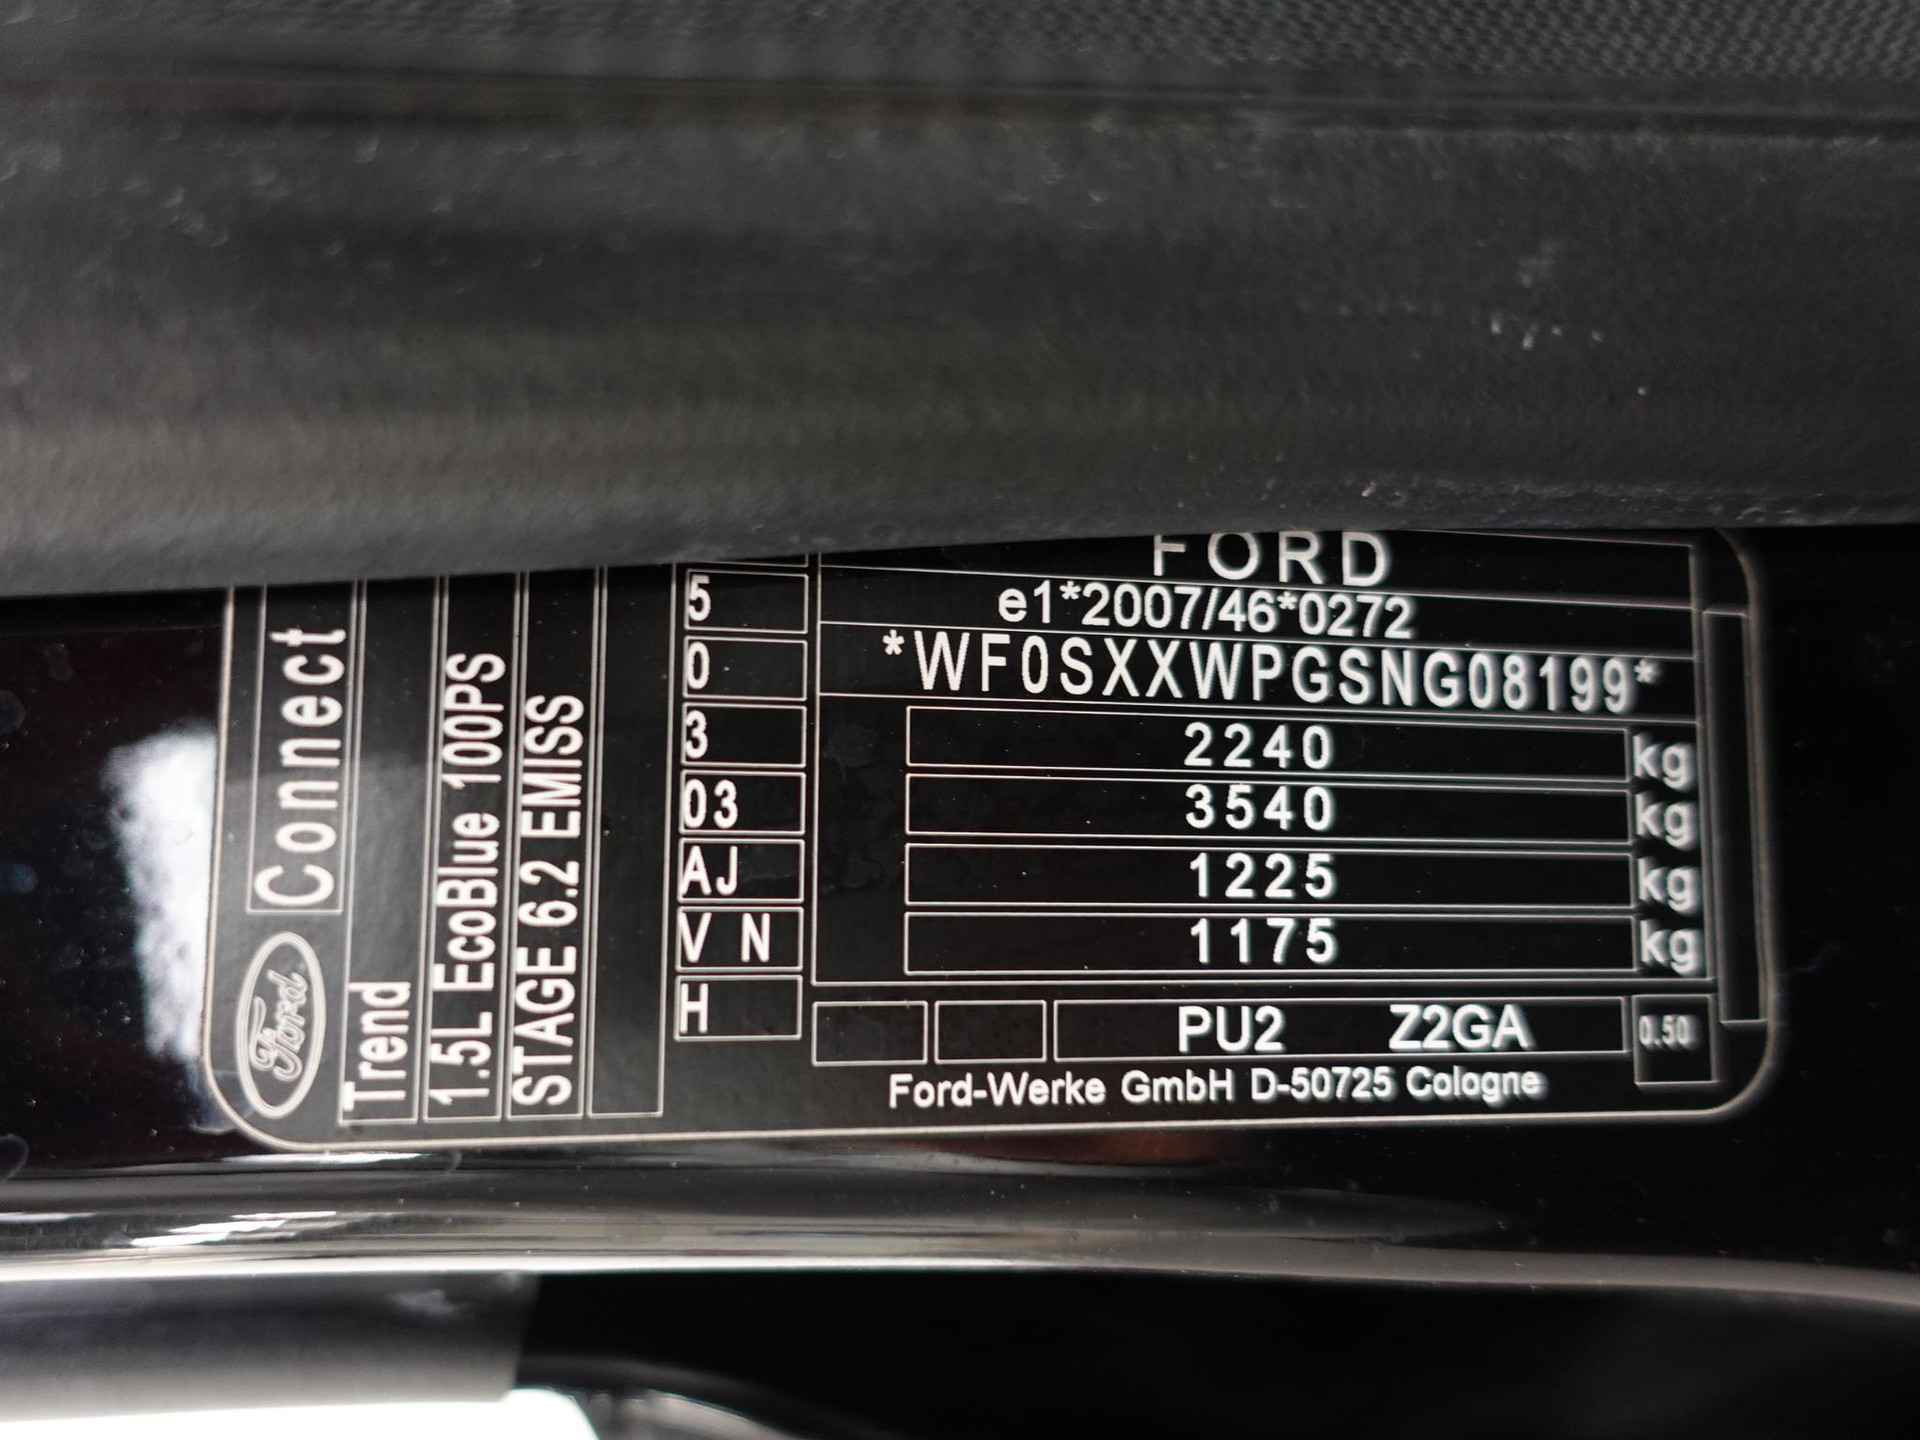 Ford
Connect
Trend
1.5L EcoBlue 100PS
STAGE 6.2 EMISS
5
0
3
03
AJ
V N
H
FORD
e1*2007/46*0272
*WF0SXXWPGSNG08199*
2240 kg
3540 kg
1225 kg
1175 kg
PU2 Z2GA 0.50
Ford-Werke GmbH D-50725 Cologne